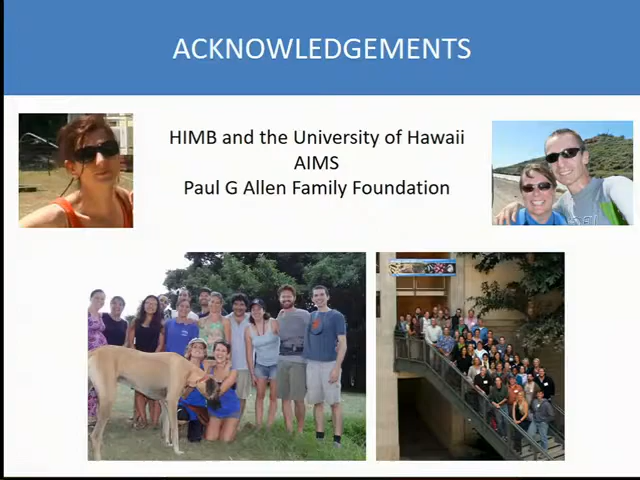 ACKNOWLEDGEMENTS
HIMB and the University of Hawaii
AIMS
Paul G Allen Family Foundation